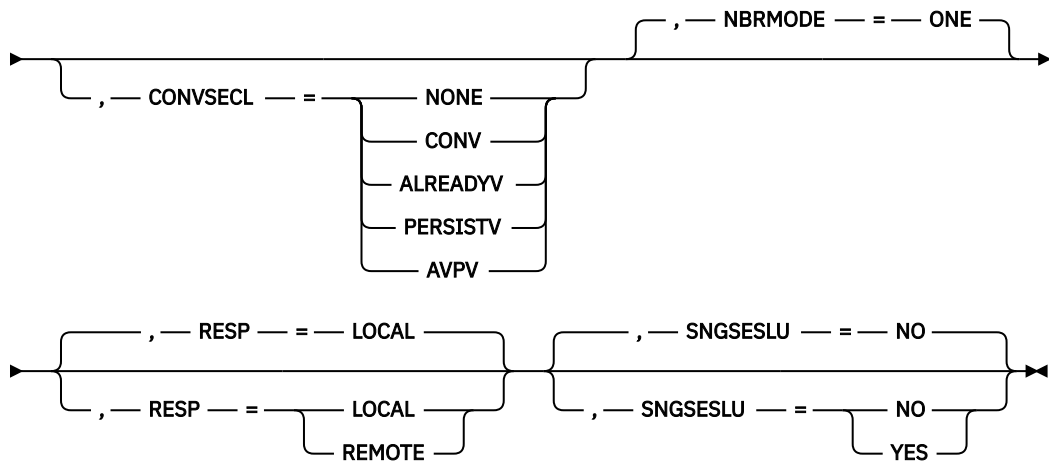 , NBRMODE = ONE
, CONVSECL = NONE
CONV
ALREADYV
PERSISTV
AVPV
, RESP = LOCAL
, SNGSESLU = NO
, RESP = LOCAL
REMOTE
, SNGSESLU = NO
YES